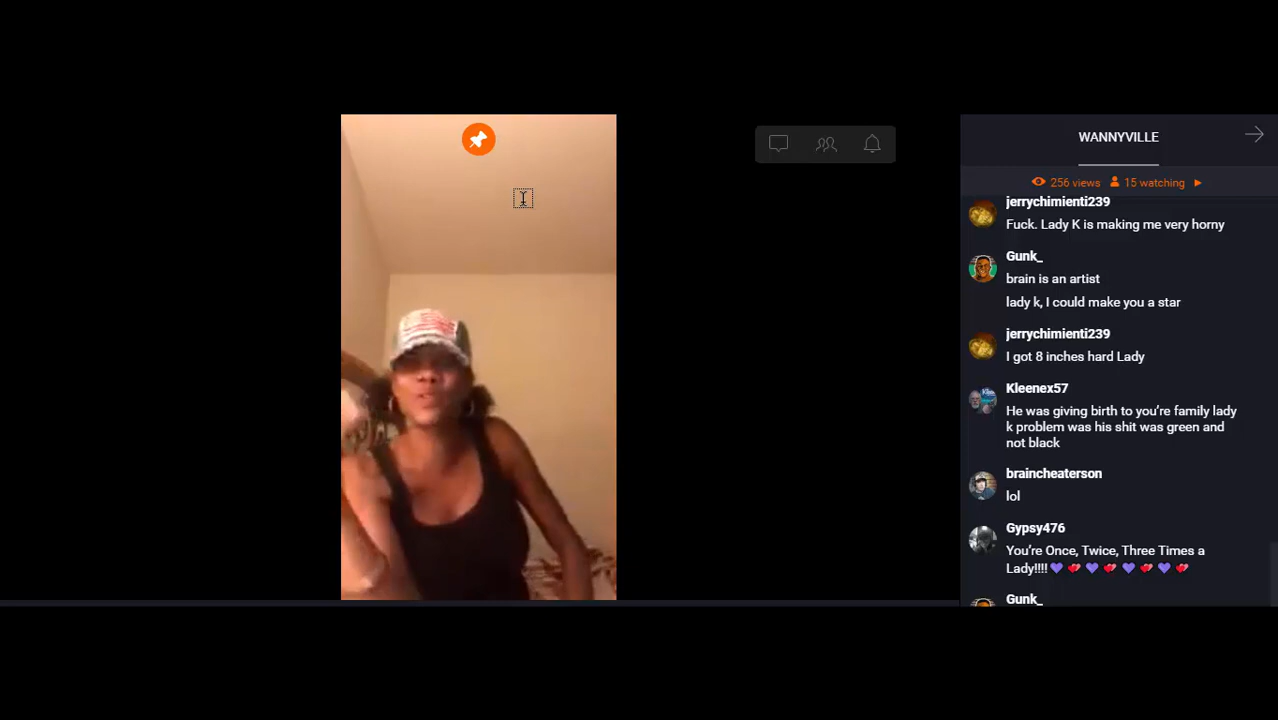 WANNYVILLE
256 views 15 watching
jerrychimienti239
Fuck. Lady K is making me very horny
Gunk_
brain is an artist
lady k, I could make you a star
jerrychimienti239
I got 8 inches hard Lady
Kleenex57
He was giving birth to you're family lady
k problem was his shit was green and
not black
braincheaterson
lol
Gypsy476
You're Once, Twice, Three Times a
Lady!!!!💜💕💜💕💜💕💜💕
Gunk_